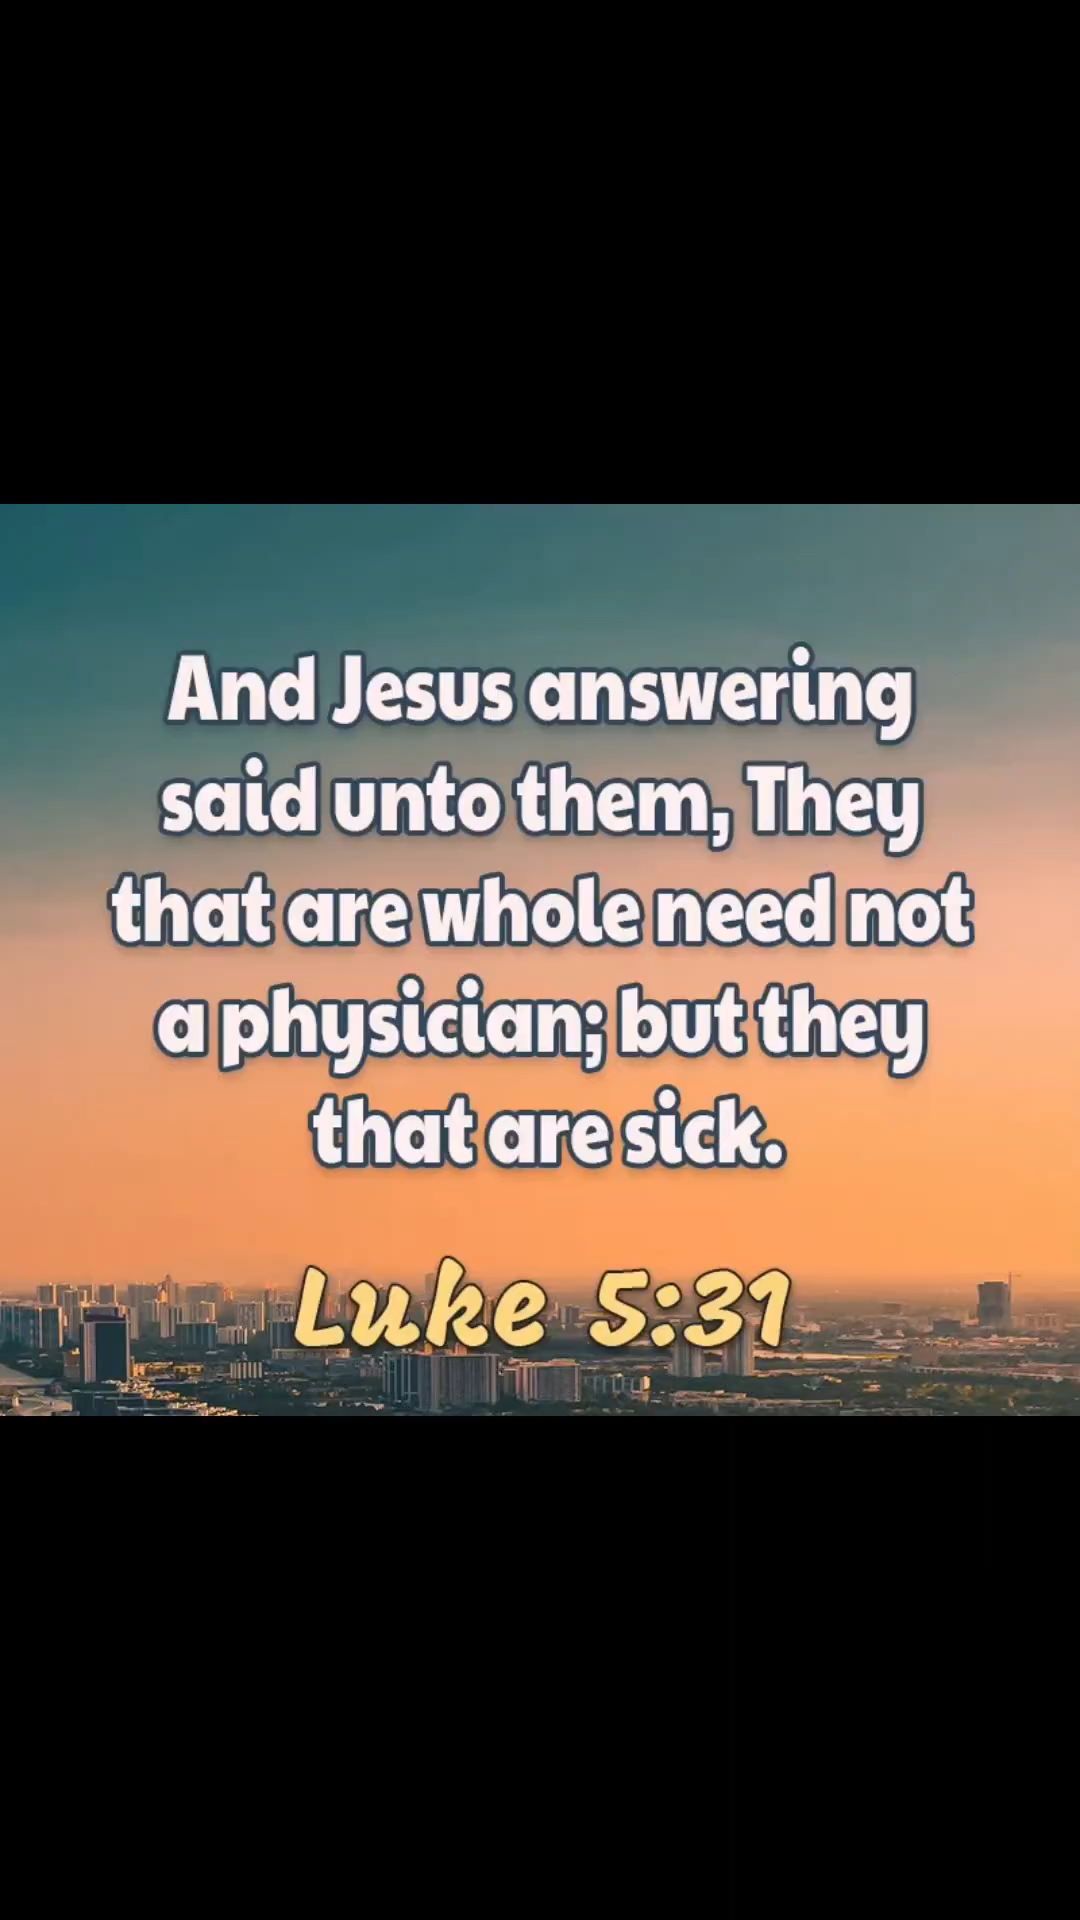 And Jesus answering
said unto them, They
that are whole need not
a physician; but they
that are sick.
Luke 5:31